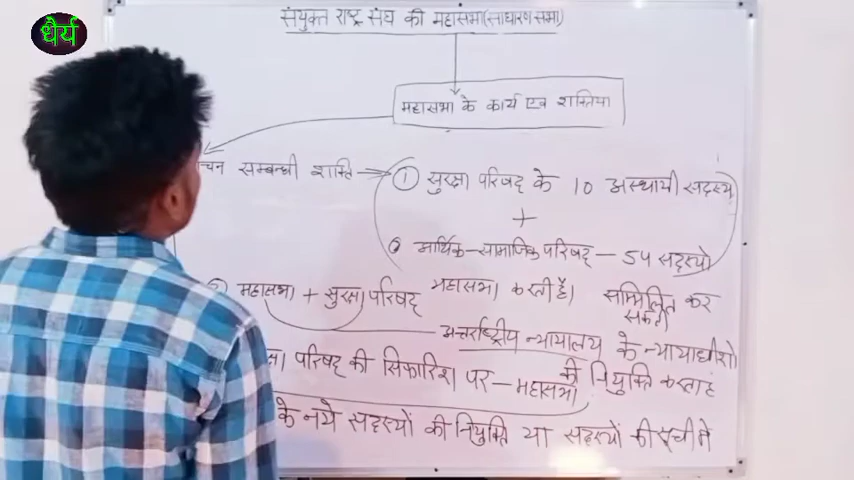 धैर्य
संयुक्त राष्ट्र संघ की महासभा (साधारण सभा)
महासभा के कार्य एवं शक्तिया
चन सम्बन्धी शक्ति → ① सुरक्षा परिषद के 10 अस्थायी सदस्य
+
② आर्थिक-सामाजिक परिषद - 54 सदस्यो
महासभा + सुरक्षा परिषद महासभा करती है। सम्मिलित कर
अन्तर्राष्ट्रीय न्यायालय के न्यायाधीशो
की नियुक्ति करता है
परिषद की सिफारिश पर - महासभा
के नये सदस्यों की नियुक्ति या सदस्यों की सूची मे